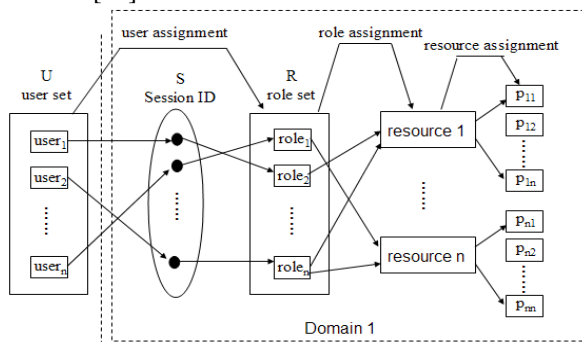 user assignment
role assignment
resource assignment
U
user set
S
Session ID
R
role set
user1
user2
......
usern
......
role1
role2
......
rolen
resource 1
......
resource n
p11
p12
......
p1n
pn1
pn2
......
pnn
Domain 1